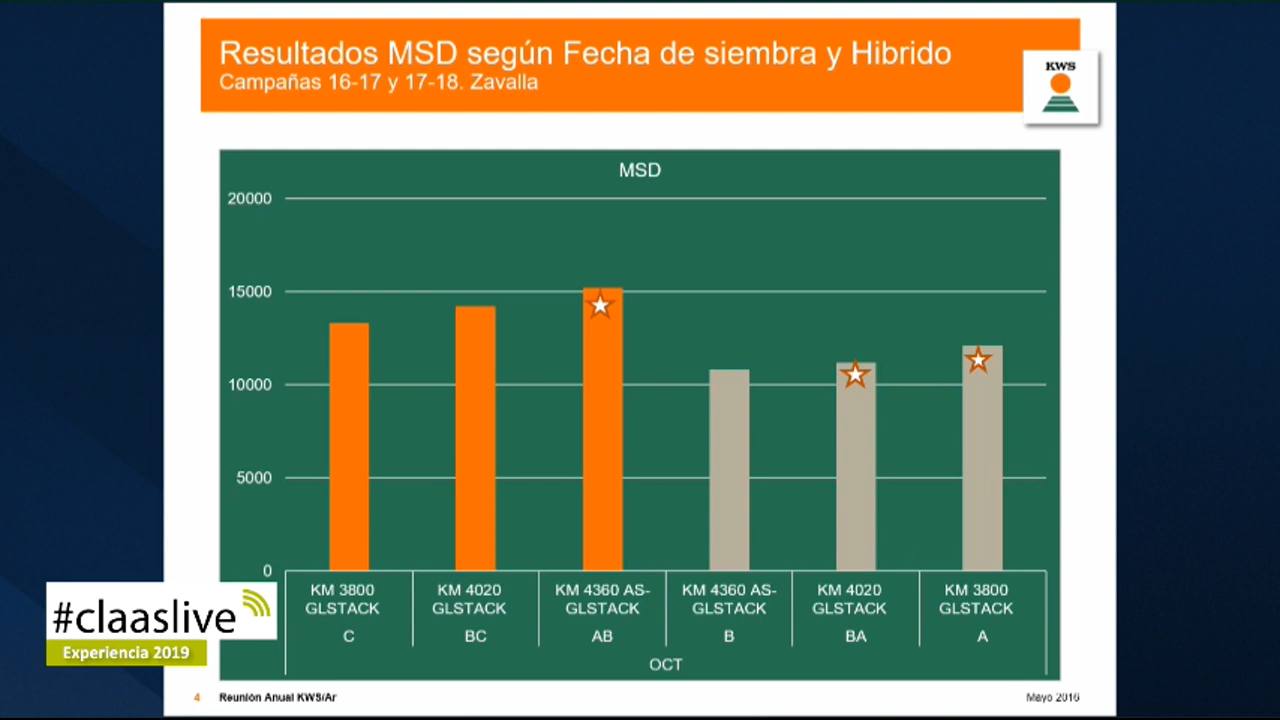 Resultados MSD según Fecha de siembra y Hibrido
Campañas 16-17 y 17-18. Zavalla
KWS
MSD
20000
15000
10000
5000
0
KM 3800 GLSTACK
KM 4020 GLSTACK
KM 4360 AS-GLSTACK
KM 4360 AS-GLSTACK
KM 4020 GLSTACK
KM 3800 GLSTACK
C
BC
AB
B
BA
A
OCT
#claaslive
Experiencia 2019
4
Reunión Anual KWS/Ar
Mayo 2016